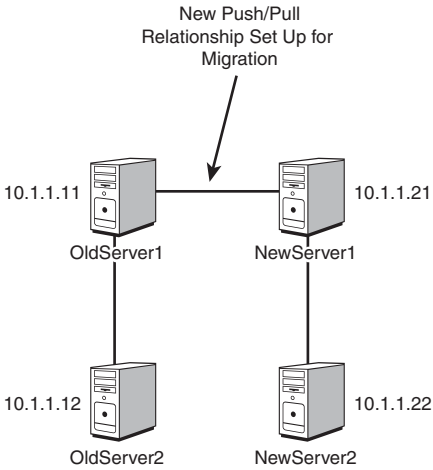 New Push/Pull
Relationship Set Up for
Migration
10.1.1.11
10.1.1.21
OldServer1
NewServer1
10.1.1.12
10.1.1.22
OldServer2
NewServer2